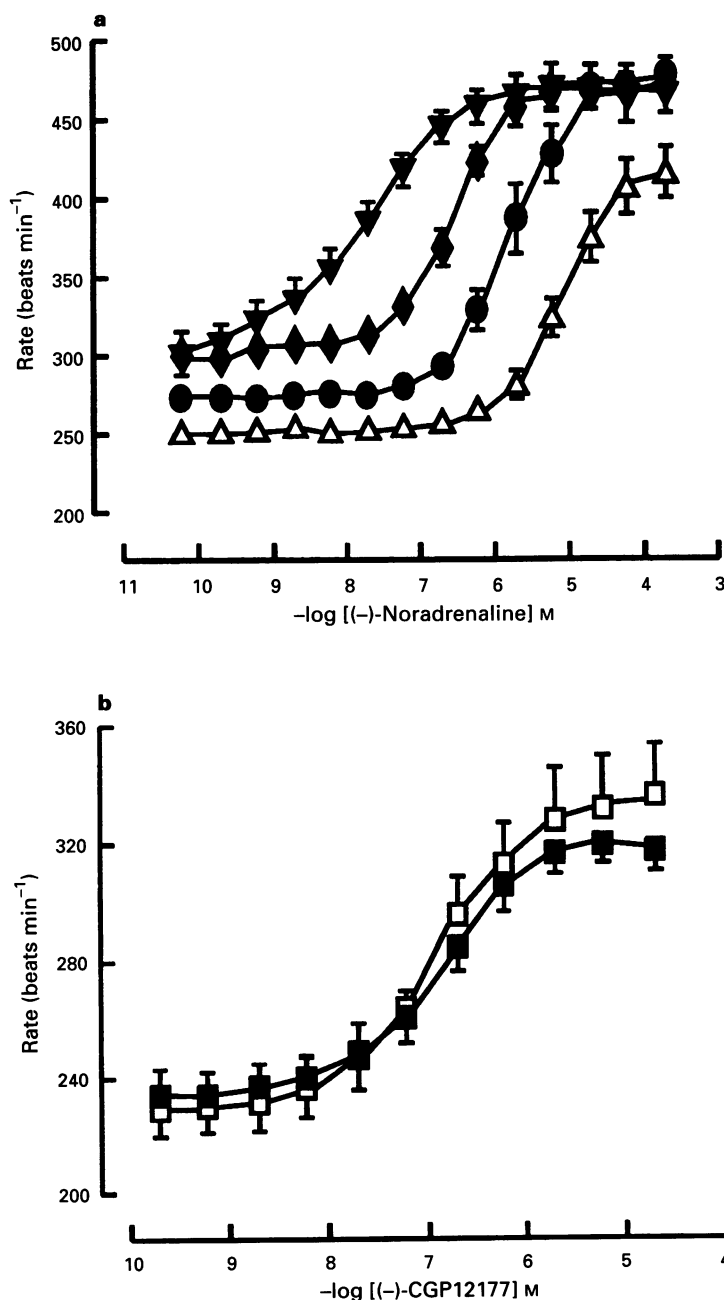 a
500
450
400
350
300
250
200
Rate (beats min⁻¹)
11 10 9 8 7 6 5 4 3
–log [(–)-Noradrenaline] M
b
360
320
280
240
200
Rate (beats min⁻¹)
10 9 8 7 6 5 4
–log [(–)-CGP12177] M